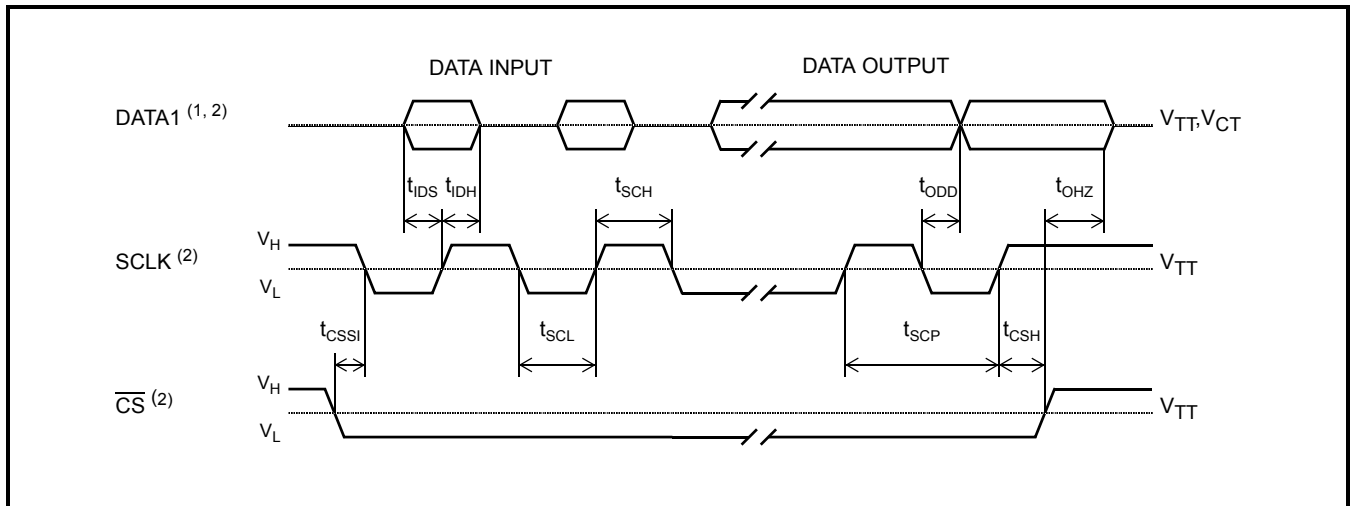 DATA INPUT DATA OUTPUT
DATA1 (1, 2) VTT,VCT
tIDS tIDH tSCH tODD tOHZ
VH
SCLK (2) VTT
VL
tCSSI tSCL tSCP tCSH
VH
CS (2) VTT
VL